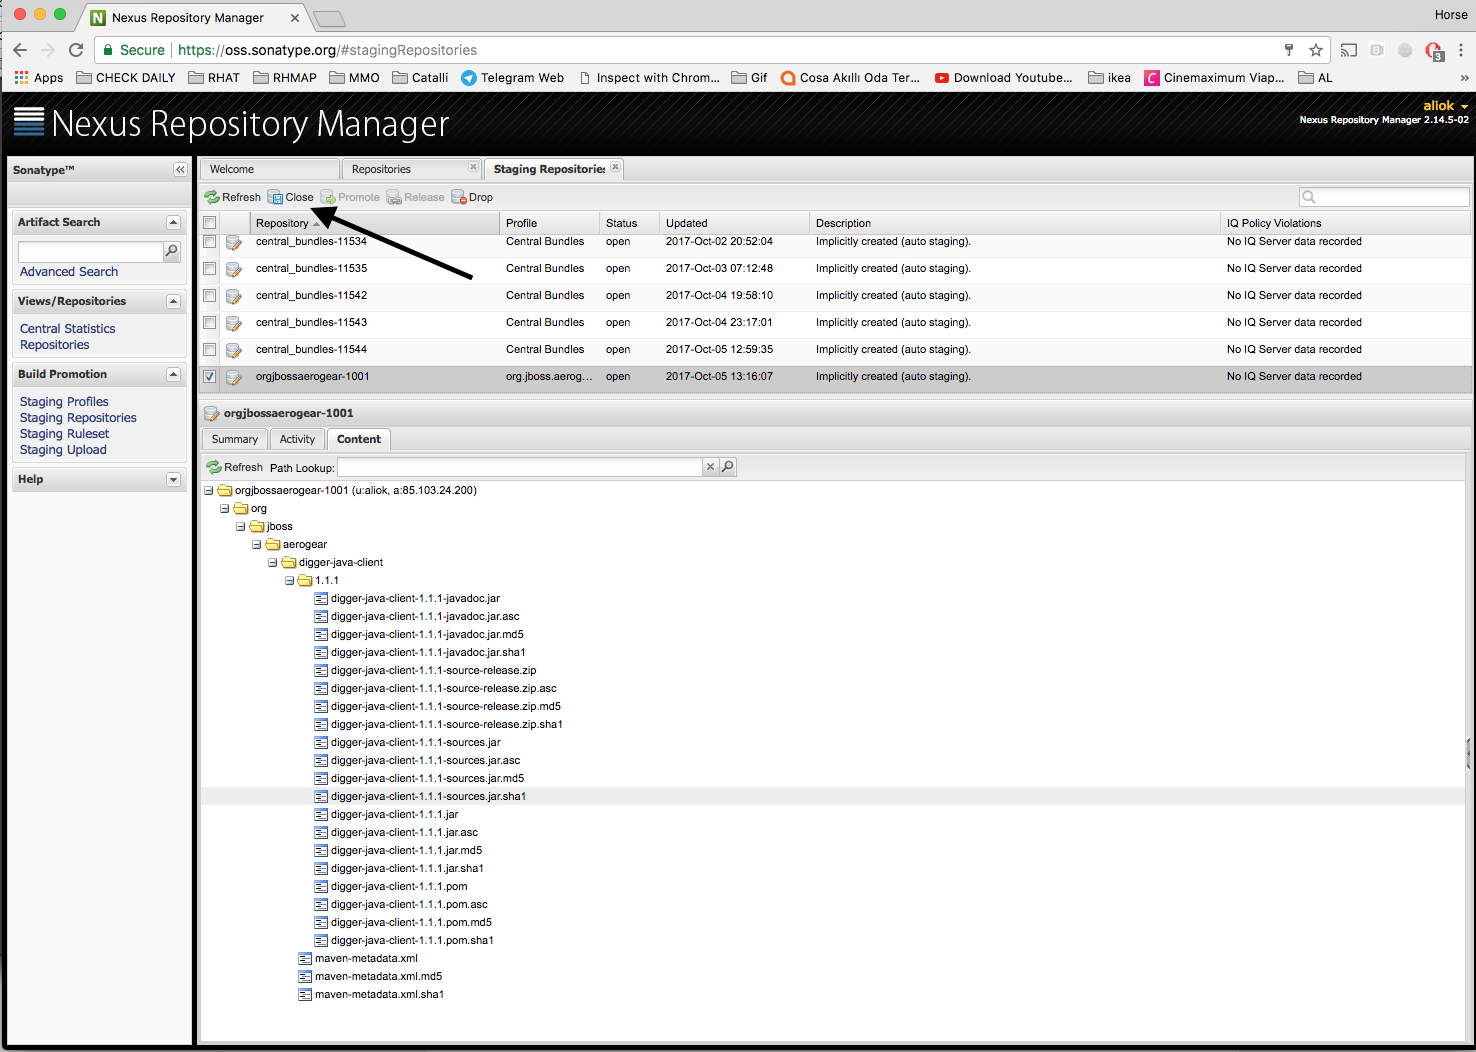 Nexus Repository Manager
Horse
Secure https://oss.sonatype.org/#stagingRepositories
3
Apps CHECK DAILY RHAT RHMAP MMO Catalli Telegram Web Inspect with Chrom... Gif Cosa Akıllı Oda Ter... Download Youtube... ikea Cinemaximum Viap... AL »
Nexus Repository Manager
aliok
Nexus Repository Manager 2.14.5-02
Sonatype™
Welcome Repositories Staging Repositories
Refresh Close Promote Release Drop
Artifact Search
Advanced Search
Views/Repositories
Central Statistics
Repositories
Build Promotion
Staging Profiles
Staging Repositories
Staging Ruleset
Staging Upload
Help
Repository Profile Status Updated Description IQ Policy Violations
central_bundles-11534 Central Bundles open 2017-Oct-02 20:52:04 Implicitly created (auto staging). No IQ Server data recorded
central_bundles-11535 Central Bundles open 2017-Oct-03 07:12:48 Implicitly created (auto staging). No IQ Server data recorded
central_bundles-11542 Central Bundles open 2017-Oct-04 19:58:10 Implicitly created (auto staging). No IQ Server data recorded
central_bundles-11543 Central Bundles open 2017-Oct-04 23:17:01 Implicitly created (auto staging). No IQ Server data recorded
central_bundles-11544 Central Bundles open 2017-Oct-05 12:59:35 Implicitly created (auto staging). No IQ Server data recorded
orgjbossaerogear-1001 org.jboss.aerog... open 2017-Oct-05 13:16:07 Implicitly created (auto staging). No IQ Server data recorded
orgjbossaerogear-1001
Summary Activity Content
Refresh Path Lookup:
orgjbossaerogear-1001 (u:aliok, a:85.103.24.200)
org
jboss
aerogear
digger-java-client
1.1.1
digger-java-client-1.1.1-javadoc.jar
digger-java-client-1.1.1-javadoc.jar.asc
digger-java-client-1.1.1-javadoc.jar.md5
digger-java-client-1.1.1-javadoc.jar.sha1
digger-java-client-1.1.1-source-release.zip
digger-java-client-1.1.1-source-release.zip.asc
digger-java-client-1.1.1-source-release.zip.md5
digger-java-client-1.1.1-source-release.zip.sha1
digger-java-client-1.1.1-sources.jar
digger-java-client-1.1.1-sources.jar.asc
digger-java-client-1.1.1-sources.jar.md5
digger-java-client-1.1.1-sources.jar.sha1
digger-java-client-1.1.1.jar
digger-java-client-1.1.1.jar.asc
digger-java-client-1.1.1.jar.md5
digger-java-client-1.1.1.jar.sha1
digger-java-client-1.1.1.pom
digger-java-client-1.1.1.pom.asc
digger-java-client-1.1.1.pom.md5
digger-java-client-1.1.1.pom.sha1
maven-metadata.xml
maven-metadata.xml.md5
maven-metadata.xml.sha1